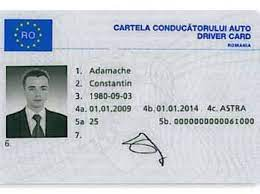 CARTELA CONDUCĂTORULUI AUTO
DRIVER CARD
RO
ROMANIA
1. Adamache
2. Constantin
3. 1980-09-03
4a. 01.01.2009 4b. 01.01.2014 4c. ASTRA
5a 25 5b. 0000000000061000
7.
6.